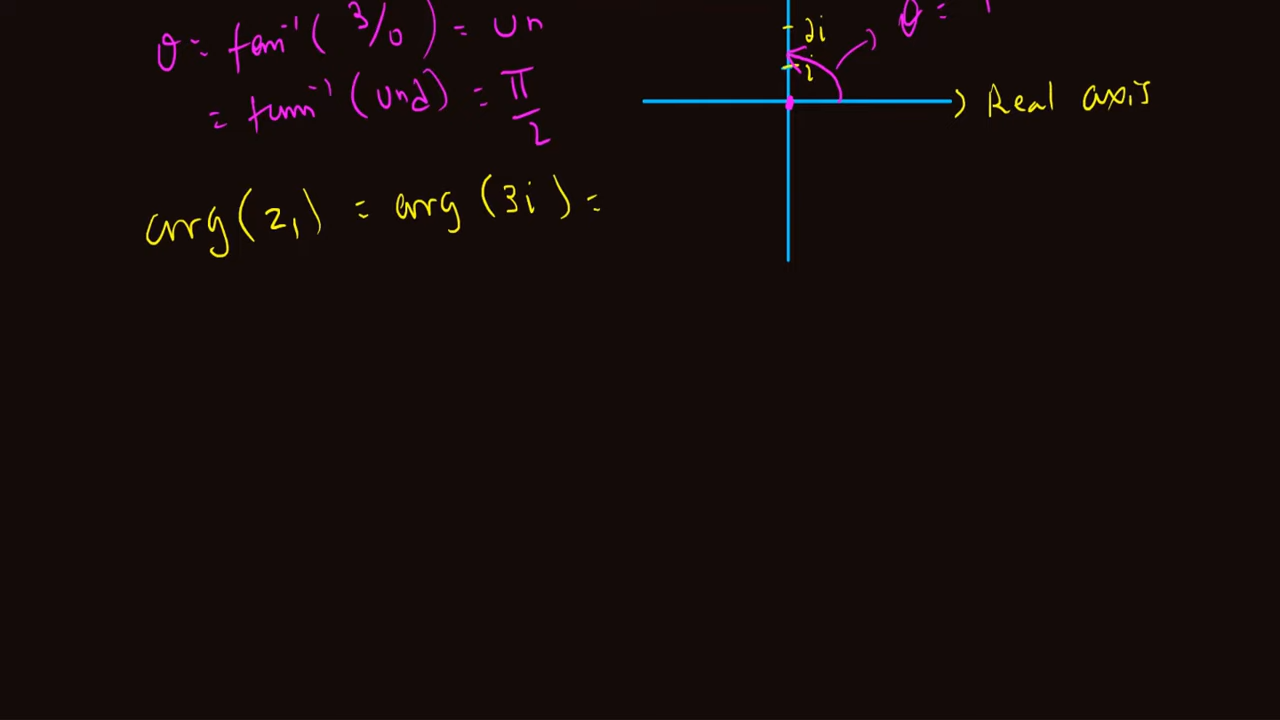 θ = tan⁻¹ ( 3/0 ) = un
= tan⁻¹ ( und ) = π/2
arg ( z₁ ) = arg ( 3i ) =
2i
i
θ =
Real axis